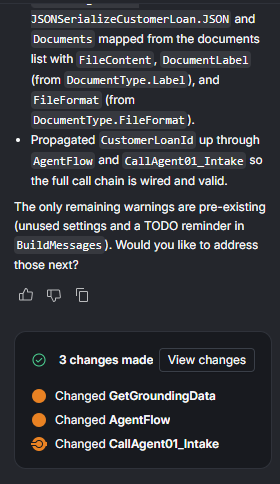 JSONSerializeCustomerLoan.JSON and
Documents mapped from the documents
list with FileContent, DocumentLabel
(from DocumentType.Label), and
FileFormat (from
DocumentType.FileFormat).
• Propagated CustomerLoanId up through
AgentFlow and CallAgent01_Intake so
the full call chain is wired and valid.
The only remaining warnings are pre-existing
(unused settings and a TODO reminder in
BuildMessages). Would you like to address
those next?
3 changes made View changes
Changed GetGroundingData
Changed AgentFlow
Changed CallAgent01_Intake